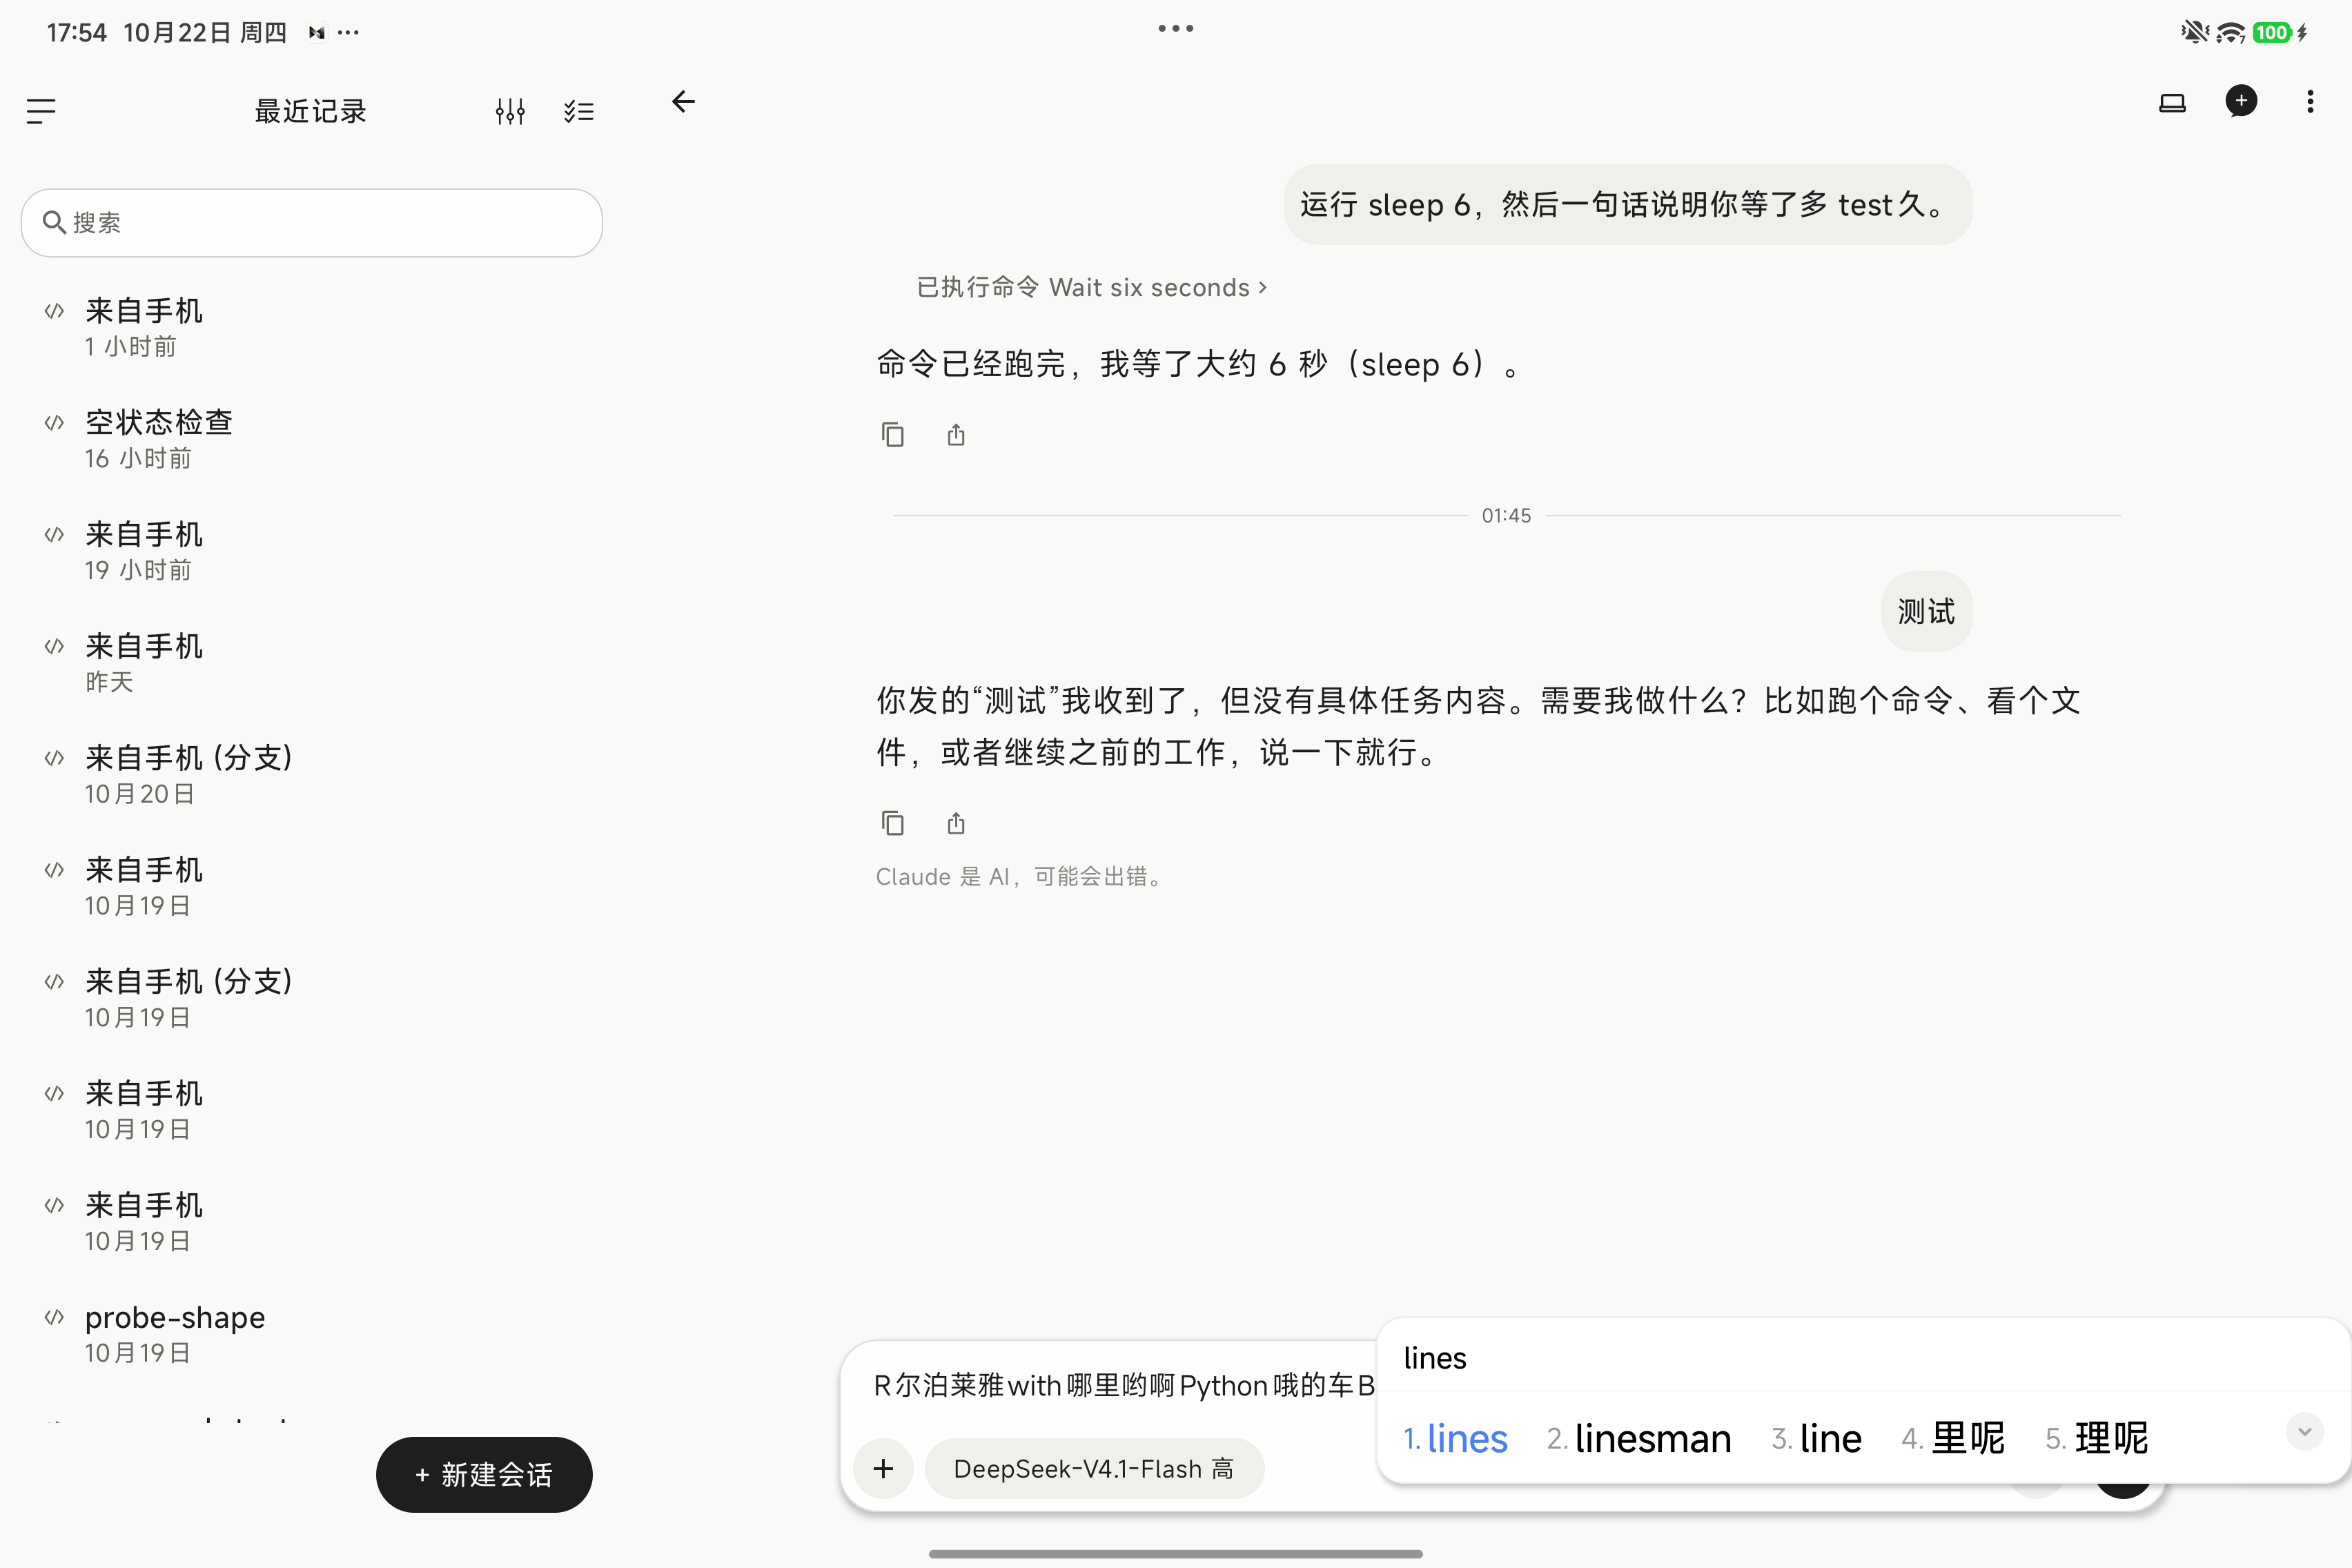 17:54 10月22日 周四
100
最近记录
搜索
来自手机
1 小时前
空状态检查
16 小时前
来自手机
19 小时前
来自手机
昨天
来自手机 (分支)
10月20日
来自手机
10月19日
来自手机 (分支)
10月19日
来自手机
10月19日
来自手机
10月19日
probe-shape
10月19日
+ 新建会话
运行 sleep 6，然后一句话说明你等了多 test久。
已执行命令 Wait six seconds
命令已经跑完，我等了大约 6 秒（sleep 6）。
01:45
测试
你发的“测试”我收到了，但没有具体任务内容。需要我做什么？比如跑个命令、看个文
件，或者继续之前的工作，说一下就行。
Claude 是 AI，可能会出错。
R尔泊莱雅with哪里哟啊Python哦的车B
DeepSeek-V4.1-Flash 高
lines
1. lines 2. linesman 3. line 4. 里呢 5. 理呢